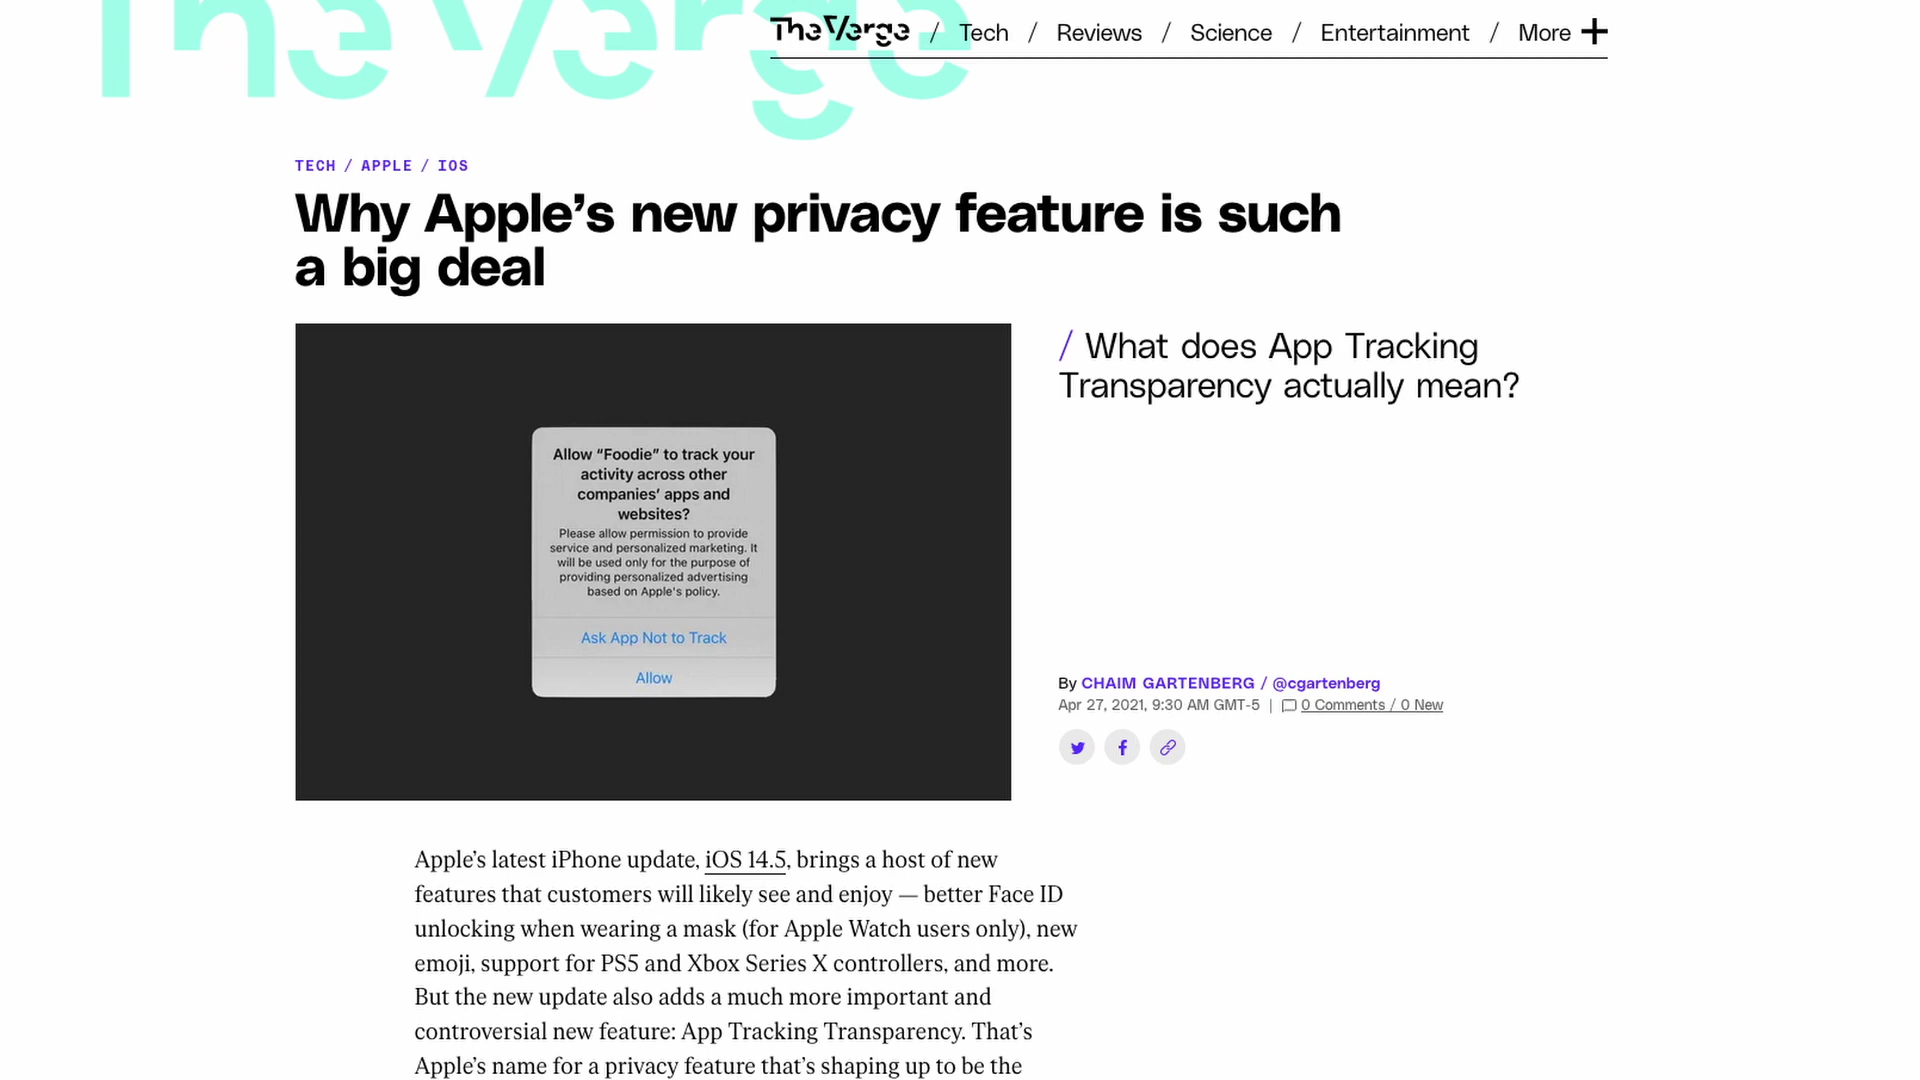 The Verge
The Verge / Tech / Reviews / Science / Entertainment / More
TECH / APPLE / IOS
Why Apple’s new privacy feature is such
a big deal
Allow “Foodie” to track your
activity across other
companies’ apps and
websites?
Please allow permission to provide
service and personalized marketing. It
will be used only for the purpose of
providing personalized advertising
based on Apple's policy.
Ask App Not to Track
Allow
/ What does App Tracking
Transparency actually mean?
By CHAIM GARTENBERG / @cgartenberg
Apr 27, 2021, 9:30 AM GMT-5 | 0 Comments / 0 New
Apple’s latest iPhone update, iOS 14.5, brings a host of new
features that customers will likely see and enjoy — better Face ID
unlocking when wearing a mask (for Apple Watch users only), new
emoji, support for PS5 and Xbox Series X controllers, and more.
But the new update also adds a much more important and
controversial new feature: App Tracking Transparency. That’s
Apple’s name for a privacy feature that’s shaping up to be the